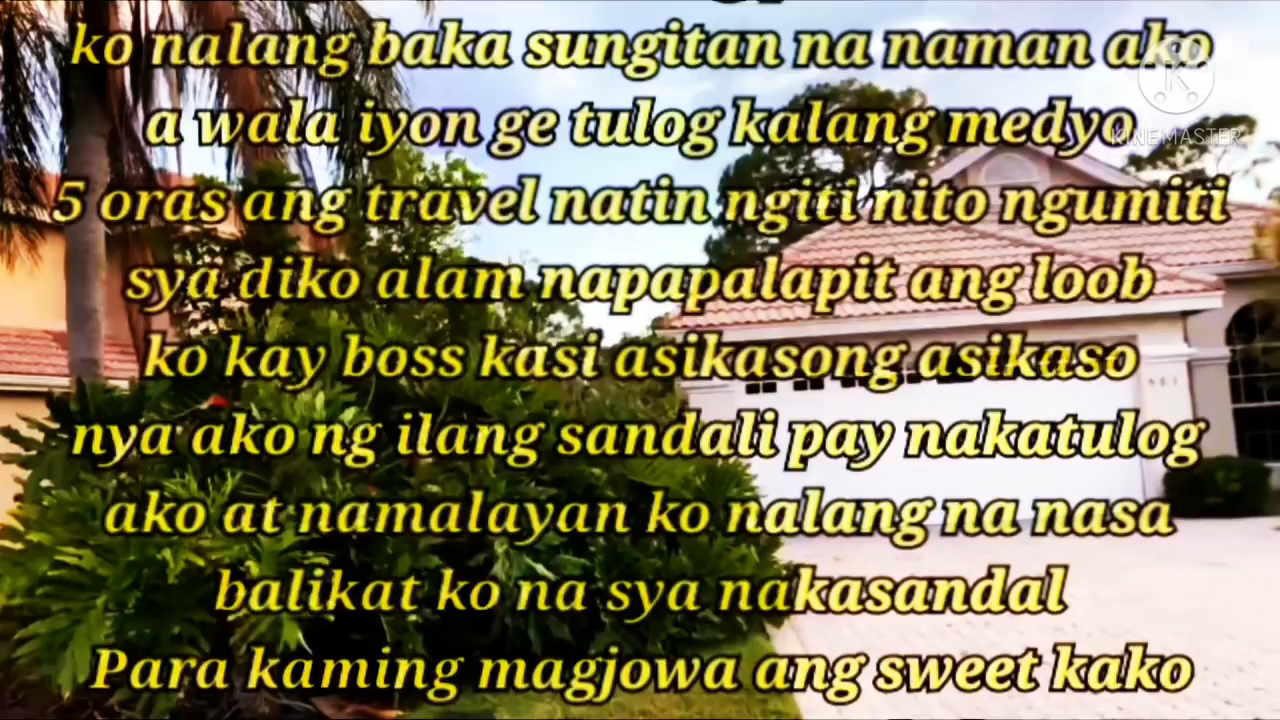 ko nalang baka sungitan na naman ako
a wala iyon ge tulog kalang medyo
KINEMASTER
5 oras ang travel natin ngiti nito ngumiti
sya diko alam napapalapit ang loob
ko kay boss kasi asikasong asikaso
nya ako ng ilang sandali pay nakatulog
ako at namalayan ko nalang na nasa
balikat ko na sya nakasandal
Para kaming magjowa ang sweet kako